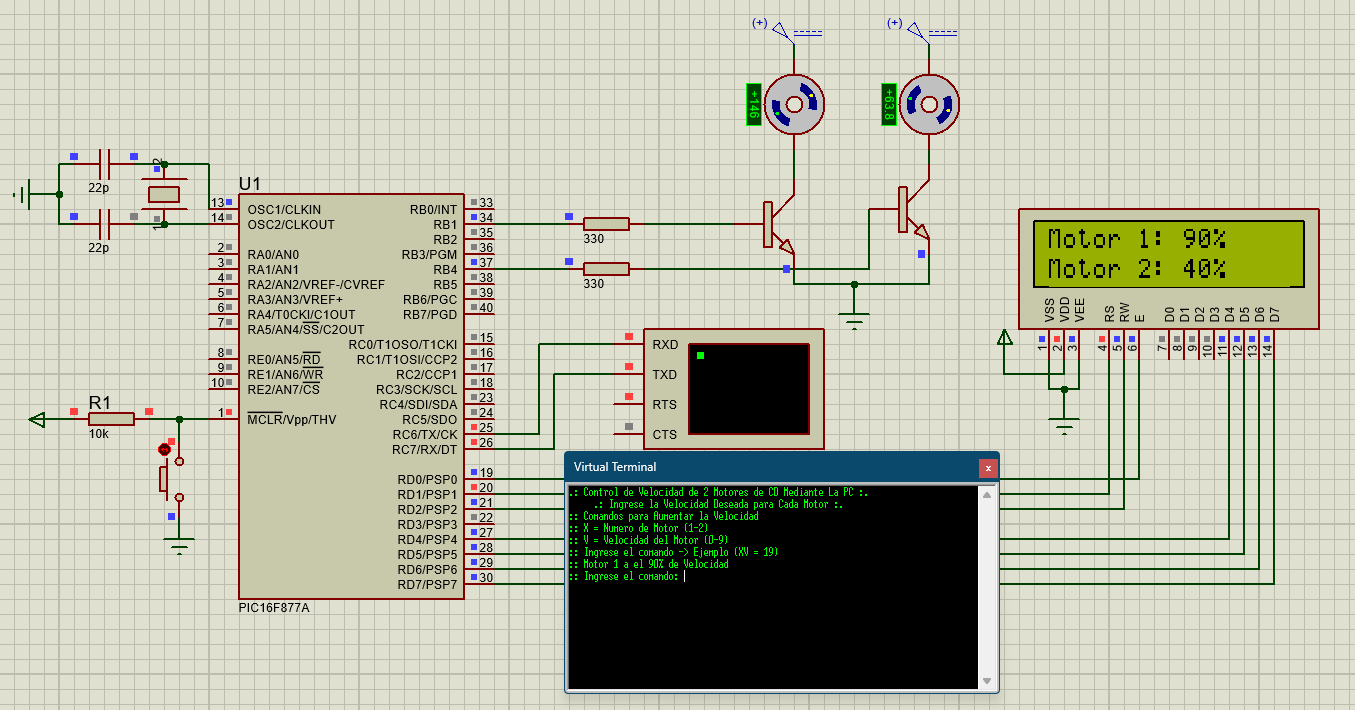 (+)
(+)
+146
+63.8
22p
22p
2
1
U1
13 OSC1/CLKIN
14 OSC2/CLKOUT
2 RA0/AN0
3 RA1/AN1
4 RA2/AN2/VREF-/CVREF
5 RA3/AN3/VREF+
6 RA4/T0CKI/C1OUT
7 RA5/AN4/SS/C2OUT
8 RE0/AN5/RD
9 RE1/AN6/WR
10 RE2/AN7/CS
1 MCLR/Vpp/THV
RB0/INT 33
RB1 34
RB2 35
RB3/PGM 36
RB4 37
RB5 38
RB6/PGC 39
RB7/PGD 40
RC0/T1OSO/T1CKI 15
RC1/T1OSI/CCP2 16
RC2/CCP1 17
RC3/SCK/SCL 18
RC4/SDI/SDA 23
RC5/SDO 24
RC6/TX/CK 25
RC7/RX/DT 26
RD0/PSP0 19
RD1/PSP1 20
RD2/PSP2 21
RD3/PSP3 22
RD4/PSP4 27
RD5/PSP5 28
RD6/PSP6 29
RD7/PSP7 30
PIC16F877A
R1
10k
330
330
RXD
TXD
RTS
CTS
Motor 1: 90%
Motor 2: 40%
VSS VDD VEE RS RW E D0 D1 D2 D3 D4 D5 D6 D7
1 2 3 4 5 6 7 8 9 10 11 12 13 14
Virtual Terminal
x
.: Control de Velocidad de 2 Motores de CD Mediante La PC :.
.: Ingrese la Velocidad Deseada para Cada Motor :.
:: Comandos para Aumentar la Velocidad
:: X = Numero de Motor (1-2)
:: V = Velocidad del Motor (0-9)
:: Ingrese el comando -> Ejemplo (XV = 19)
:: Motor 1 a el 90% de Velocidad
:: Ingrese el comando: